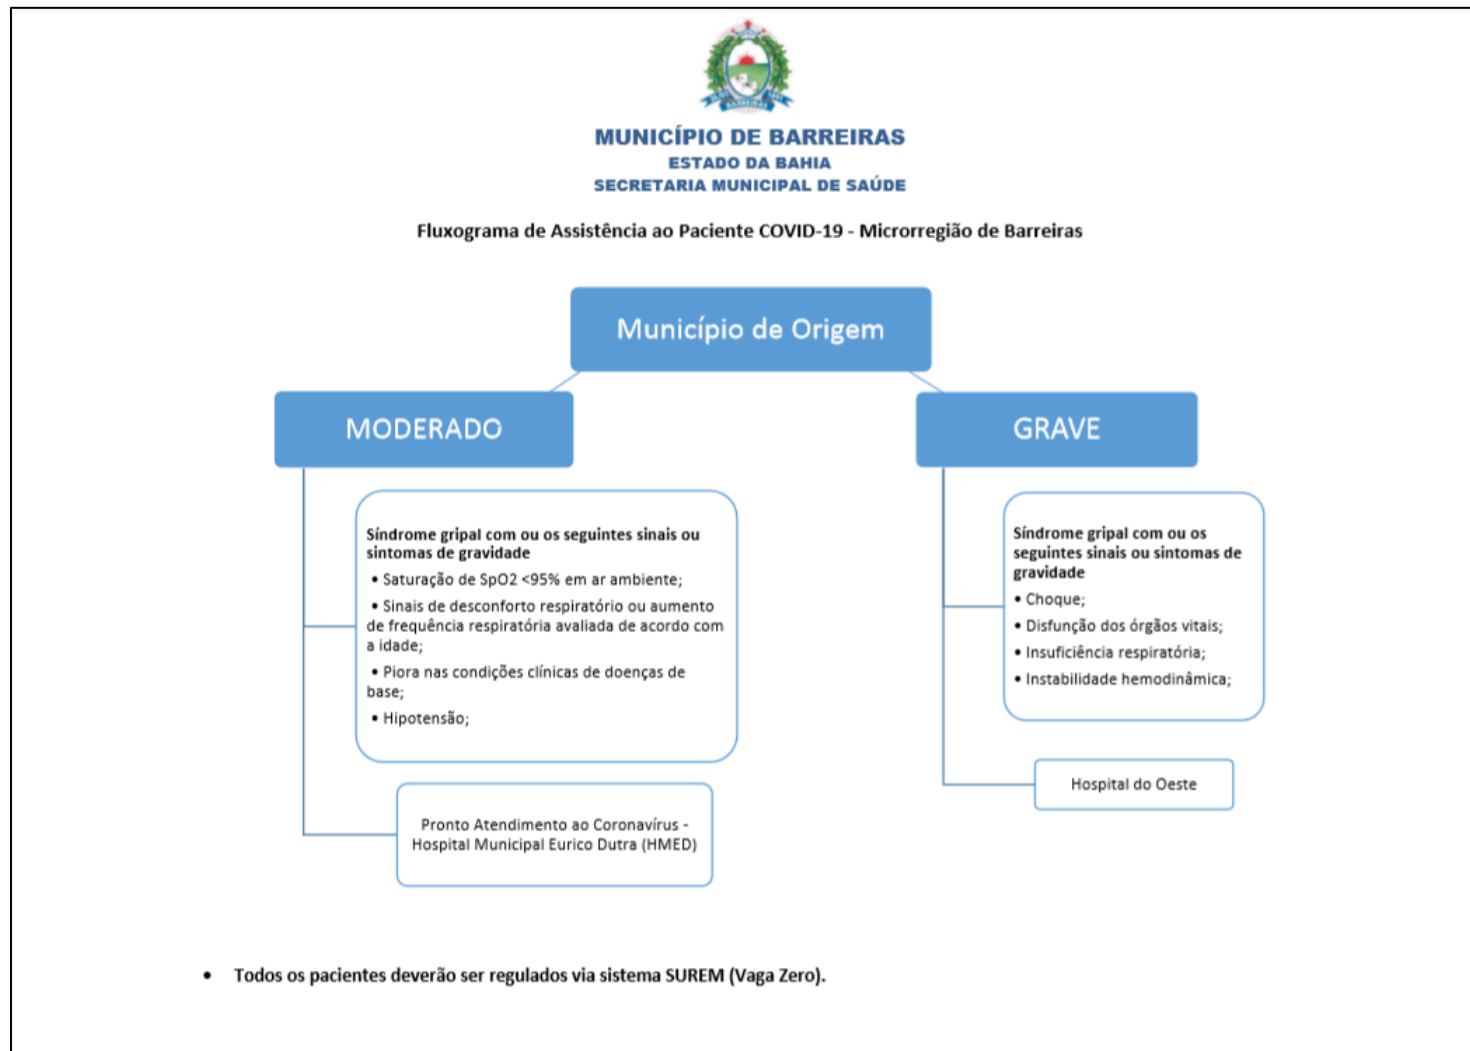 BARREIRAS
MUNICÍPIO DE BARREIRAS
ESTADO DA BAHIA
SECRETARIA MUNICIPAL DE SAÚDE
Fluxograma de Assistência ao Paciente COVID-19 - Microrregião de Barreiras
Município de Origem
MODERADO
Síndrome gripal com ou os seguintes sinais ou
sintomas de gravidade
• Saturação de SpO2 <95% em ar ambiente;
• Sinais de desconforto respiratório ou aumento
de frequência respiratória avaliada de acordo com
a idade;
• Piora nas condições clínicas de doenças de
base;
• Hipotensão;
Pronto Atendimento ao Coronavírus -
Hospital Municipal Eurico Dutra (HMED)
GRAVE
Síndrome gripal com ou os
seguintes sinais ou sintomas de
gravidade
• Choque;
• Disfunção dos órgãos vitais;
• Insuficiência respiratória;
• Instabilidade hemodinâmica;
Hospital do Oeste
• Todos os pacientes deverão ser regulados via sistema SUREM (Vaga Zero).